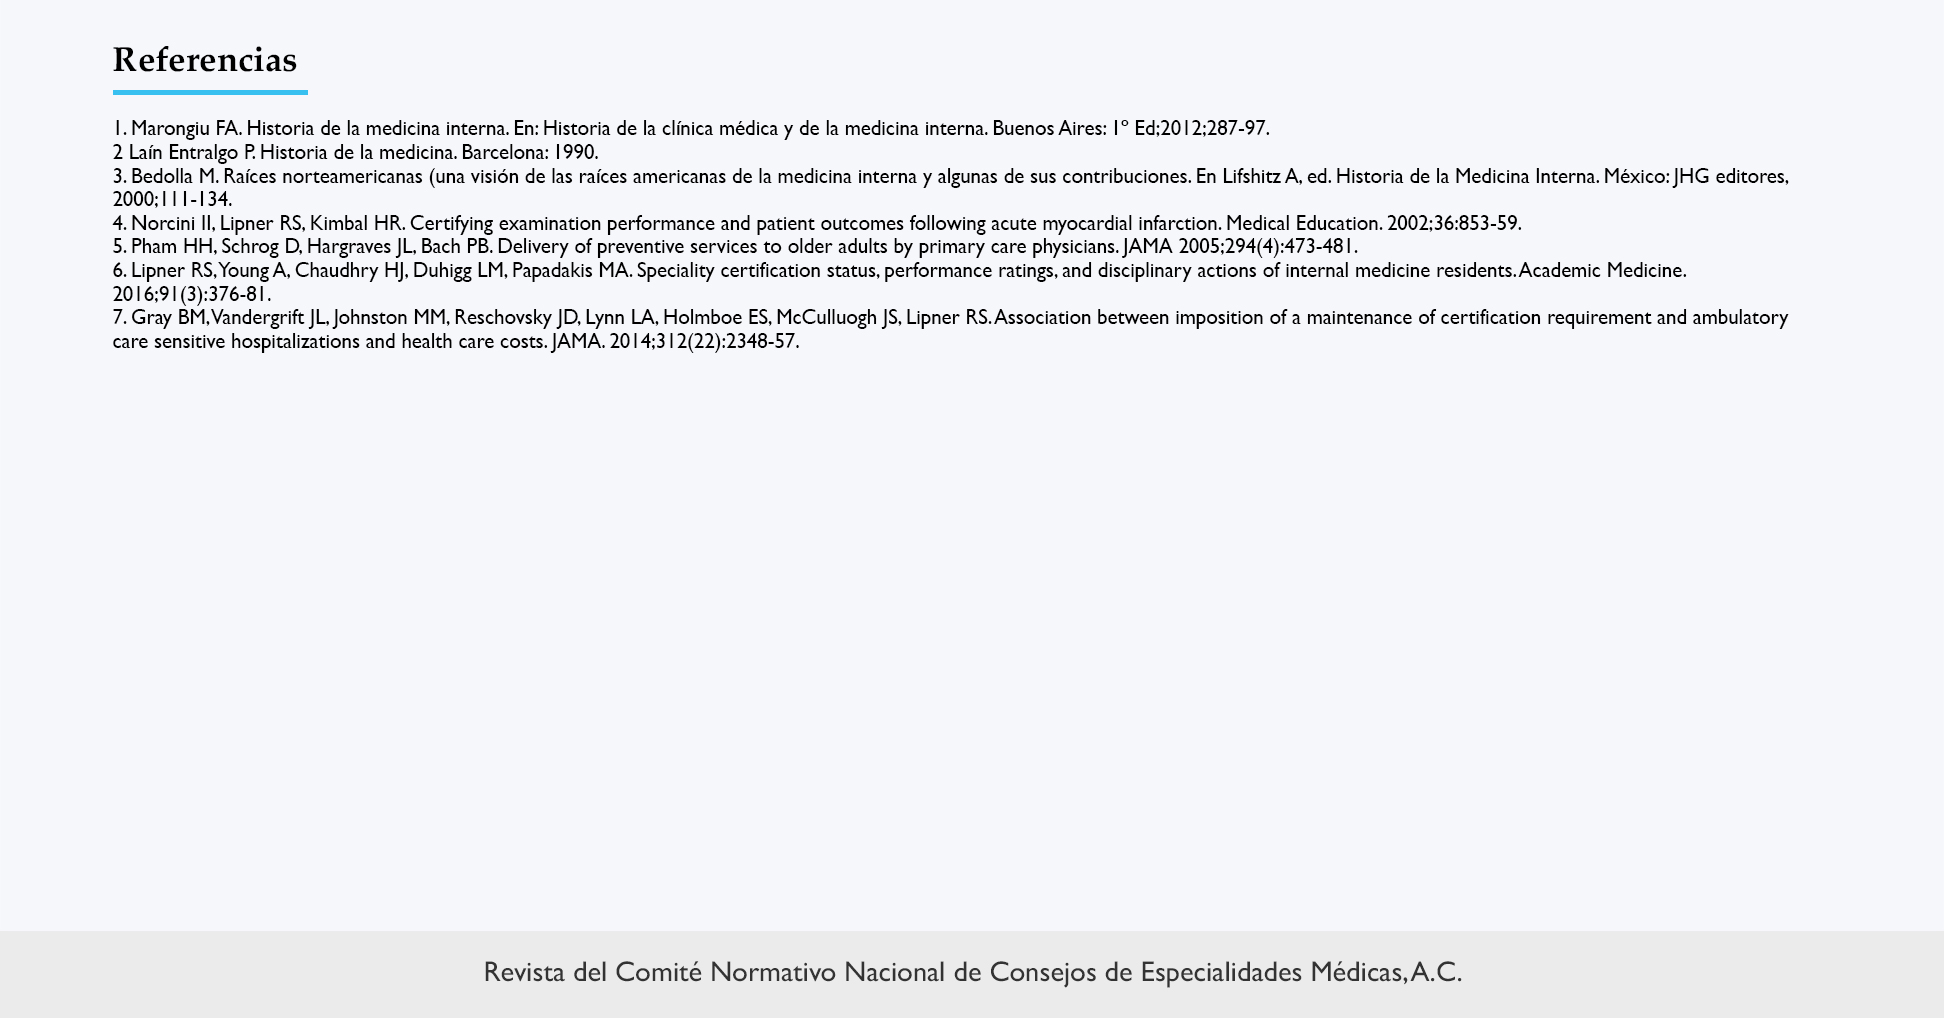 Referencias
1. Marongiu FA. Historia de la medicina interna. En: Historia de la clínica médica y de la medicina interna. Buenos Aires: 1º Ed;2012;287-97.
2 Laín Entralgo P. Historia de la medicina. Barcelona: 1990.
3. Bedolla M. Raíces norteamericanas (una visión de las raíces americanas de la medicina interna y algunas de sus contribuciones. En Lifshitz A, ed. Historia de la Medicina Interna. México: JHG editores,
2000;111-134.
4. Norcini II, Lipner RS, Kimbal HR. Certifying examination performance and patient outcomes following acute myocardial infarction. Medical Education. 2002;36:853-59.
5. Pham HH, Schrog D, Hargraves JL, Bach PB. Delivery of preventive services to older adults by primary care physicians. JAMA 2005;294(4):473-481.
6. Lipner RS, Young A, Chaudhry HJ, Duhigg LM, Papadakis MA. Speciality certification status, performance ratings, and disciplinary actions of internal medicine residents. Academic Medicine.
2016;91(3):376-81.
7. Gray BM, Vandergrift JL, Johnston MM, Reschovsky JD, Lynn LA, Holmboe ES, McCulluogh JS, Lipner RS. Association between imposition of a maintenance of certification requirement and ambulatory
care sensitive hospitalizations and health care costs. JAMA. 2014;312(22):2348-57.
Revista del Comité Normativo Nacional de Consejos de Especialidades Médicas, A.C.